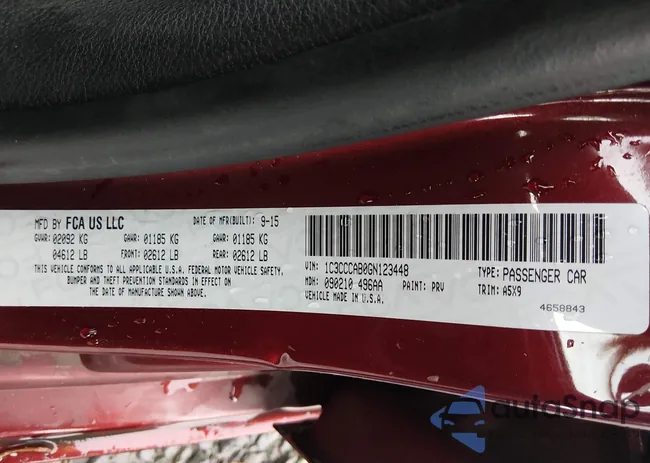 MFD BY FCA US LLC DATE OF MFR(BUILT): 9-15
GVWR: 02092 KG GAWR: 01185 KG GAWR: 01185 KG
04612 LB FRONT: 02612 LB REAR: 02612 LB
THIS VEHICLE CONFORMS TO ALL APPLICABLE U.S.A. FEDERAL MOTOR VEHICLE SAFETY,
BUMPER AND THEFT PREVENTION STANDARDS IN EFFECT ON
THE DATE OF MANUFACTURE SHOWN ABOVE.
VIN: 1C3CCCAB0GN123448 TYPE: PASSENGER CAR
MDH: 090210 496AA PAINT: PRV TRIM: A5X9
VEHICLE MADE IN U.S.A.
4658843
autoSnap